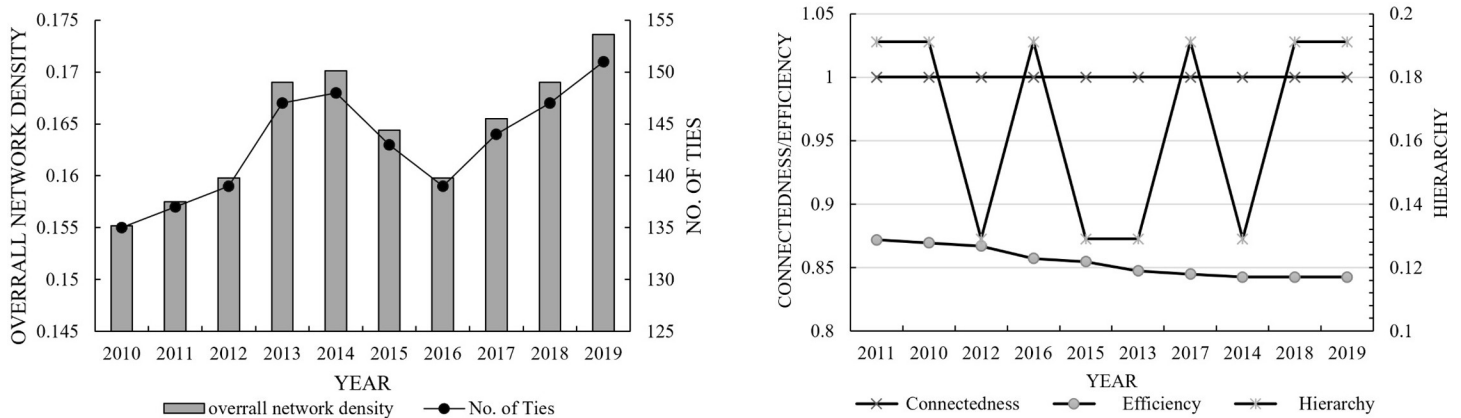 OVERRALL NETWORK DENSITY
0.175
0.17
0.165
0.16
0.155
0.15
0.145
155
150
145
140
135
130
125
NO. OF TIES
2010 2011 2012 2013 2014 2015 2016 2017 2018 2019
YEAR
overrall network density No. of Ties
CONNECTEDNESS/EFFICIENCY
1.05
1
0.95
0.9
0.85
0.8
0.2
0.18
0.16
0.14
0.12
0.1
HIERARCHY
2011 2010 2012 2016 2015 2013 2017 2014 2018 2019
YEAR
Connectedness Efficiency Hierarchy